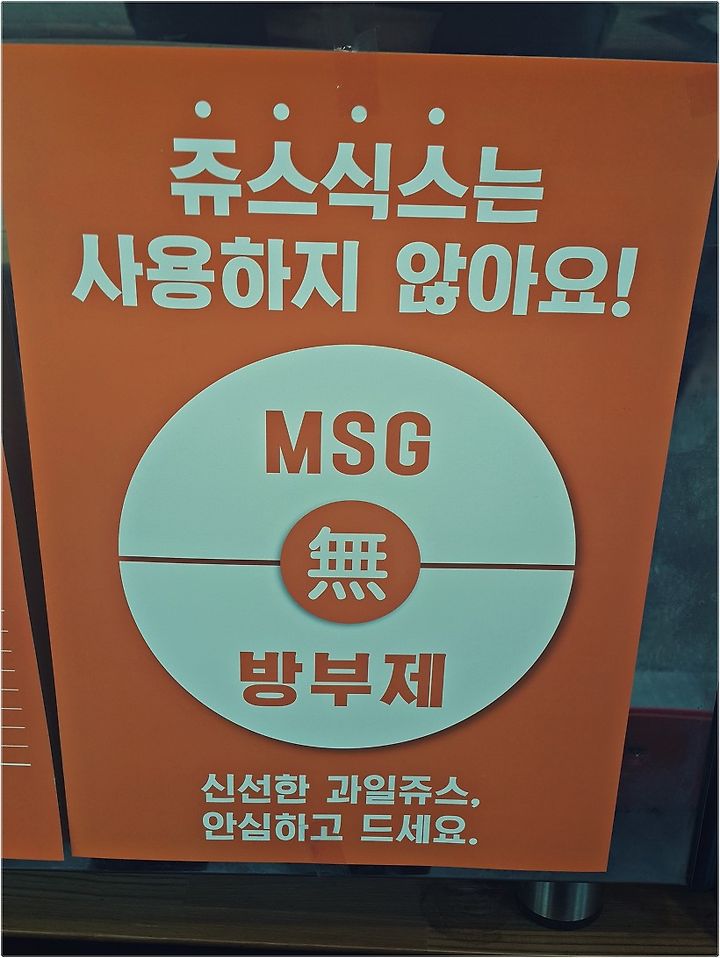 쥬스식스는
사용하지 않아요!
MSG
無
방부제
신선한 과일쥬스,
안심하고 드세요.